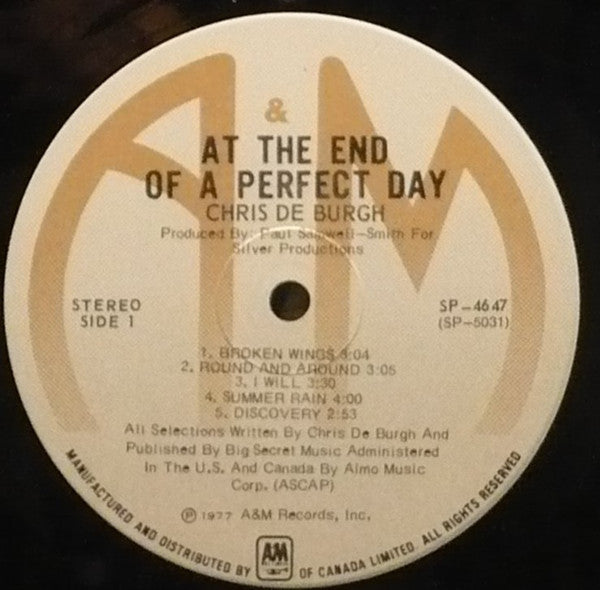 A & M
AT THE END
OF A PERFECT DAY
CHRIS DE BURGH
Produced By: Paul Samwell-Smith For
Silver Productions
STEREO
SIDE 1
SP-4647
(SP-5031)
1. BROKEN WINGS 3:04
2. ROUND AND AROUND 3:05
3. I WILL 3:30
4. SUMMER RAIN 4:00
5. DISCOVERY 2:53
All Selections Written By Chris De Burgh And
Published By Big Secret Music Administered
In The U.S. And Canada By Almo Music
Corp. (ASCAP)
Ⓟ 1977 A&M Records, Inc,
MANUFACTURED AND DISTRIBUTED BY A&M OF CANADA LIMITED. ALL RIGHTS RESERVED